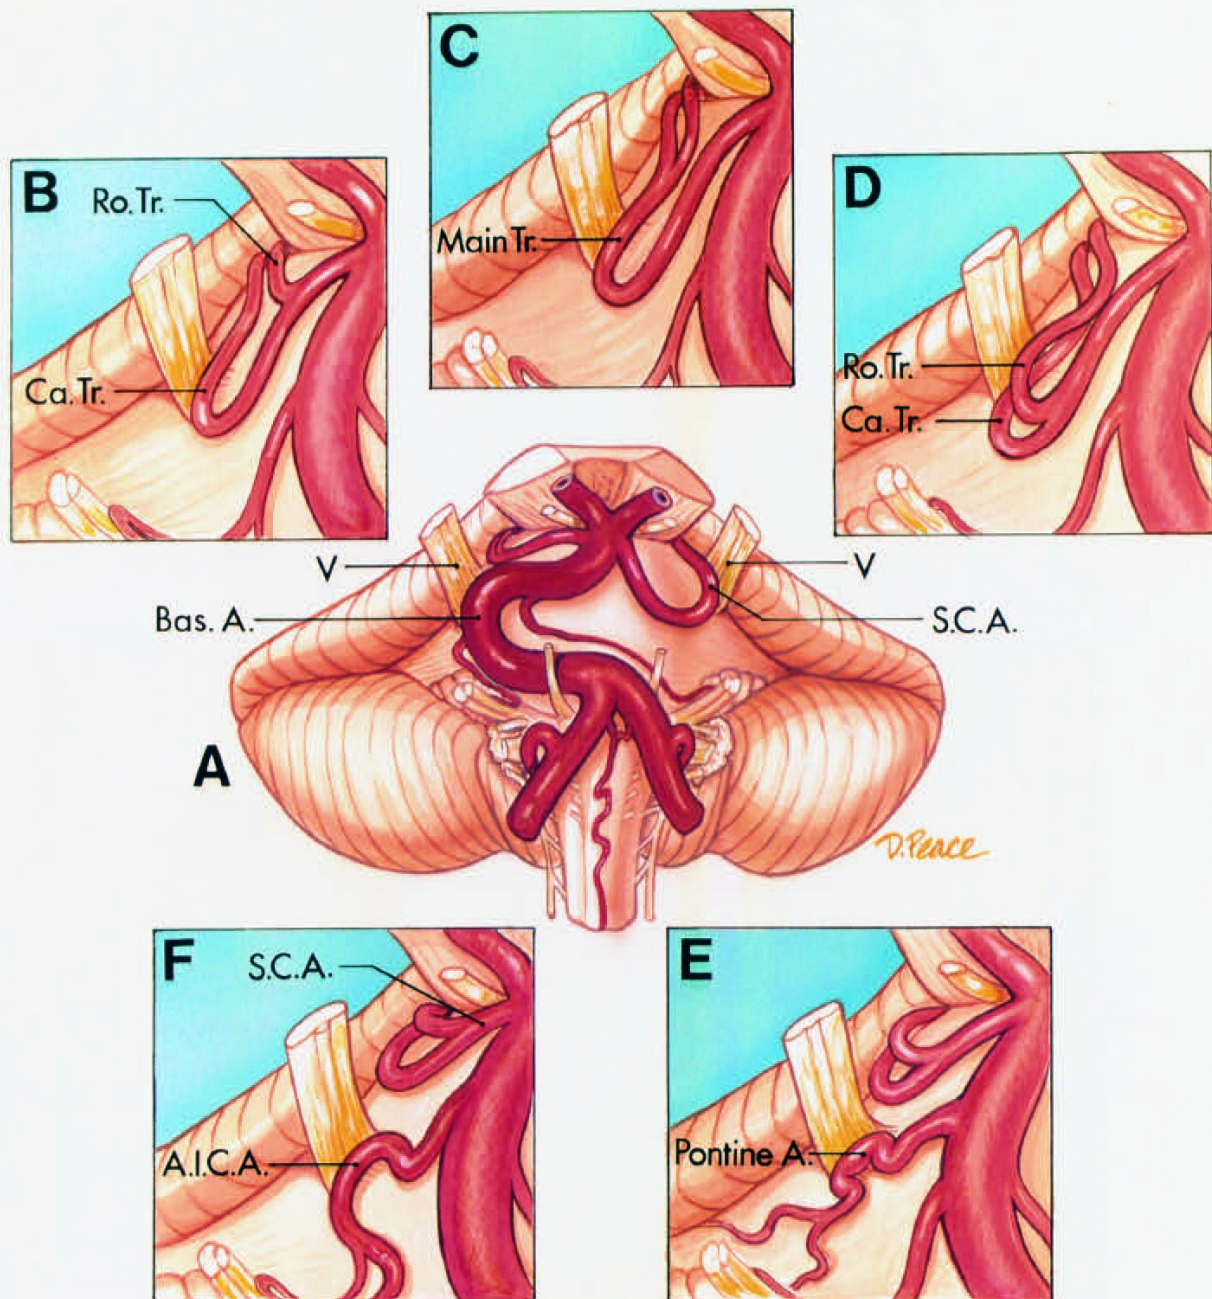 C
Main Tr.
B
Ro.Tr.
Ca.Tr.
D
Ro.Tr.
Ca.Tr.
V
V
Bas. A.
S.C.A.
A
D.Peace
F
S.C.A.
A.I.C.A.
E
Pontine A.